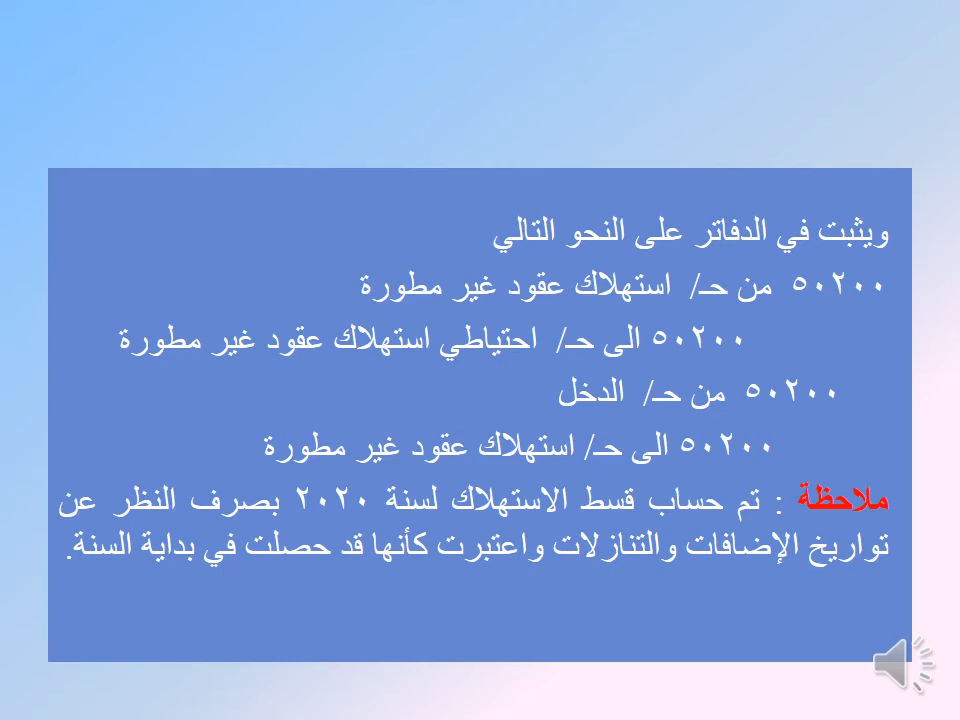 ويثبت في الدفاتر على النحو التالي
٥٠٢٠٠ من حـ/ استهلاك عقود غير مطورة
٥٠٢٠٠ الى حـ/ احتياطي استهلاك عقود غير مطورة
٥٠٢٠٠ من حـ/ الدخل
٥٠٢٠٠ الى حـ/ استهلاك عقود غير مطورة
ملاحظة : تم حساب قسط الاستهلاك لسنة ٢٠٢٠ بصرف النظر عن
تواريخ الإضافات والتنازلات واعتبرت كأنها قد حصلت في بداية السنة.